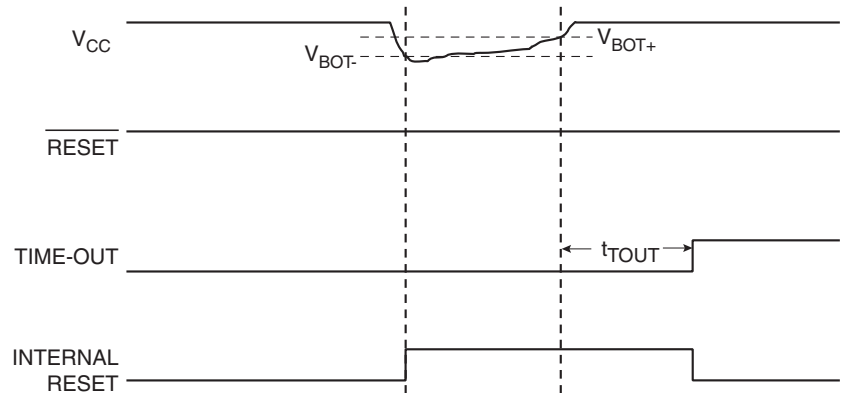 VCC
VBOT-
VBOT+
RESET
TIME-OUT
tTOUT
INTERNAL
RESET